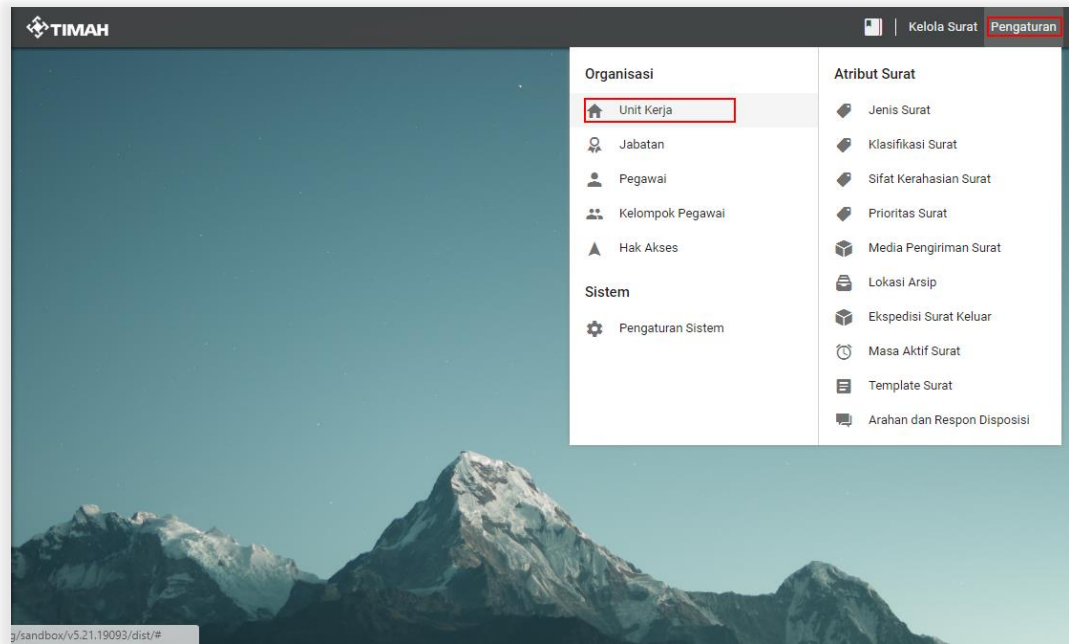 TIMAH
Kelola Surat
Pengaturan
Organisasi
Unit Kerja
Jabatan
Pegawai
Kelompok Pegawai
Hak Akses
Sistem
Pengaturan Sistem
Atribut Surat
Jenis Surat
Klasifikasi Surat
Sifat Kerahasian Surat
Prioritas Surat
Media Pengiriman Surat
Lokasi Arsip
Ekspedisi Surat Keluar
Masa Aktif Surat
Template Surat
Arahan dan Respon Disposisi
g/sandbox/v5.21.19093/dist/#